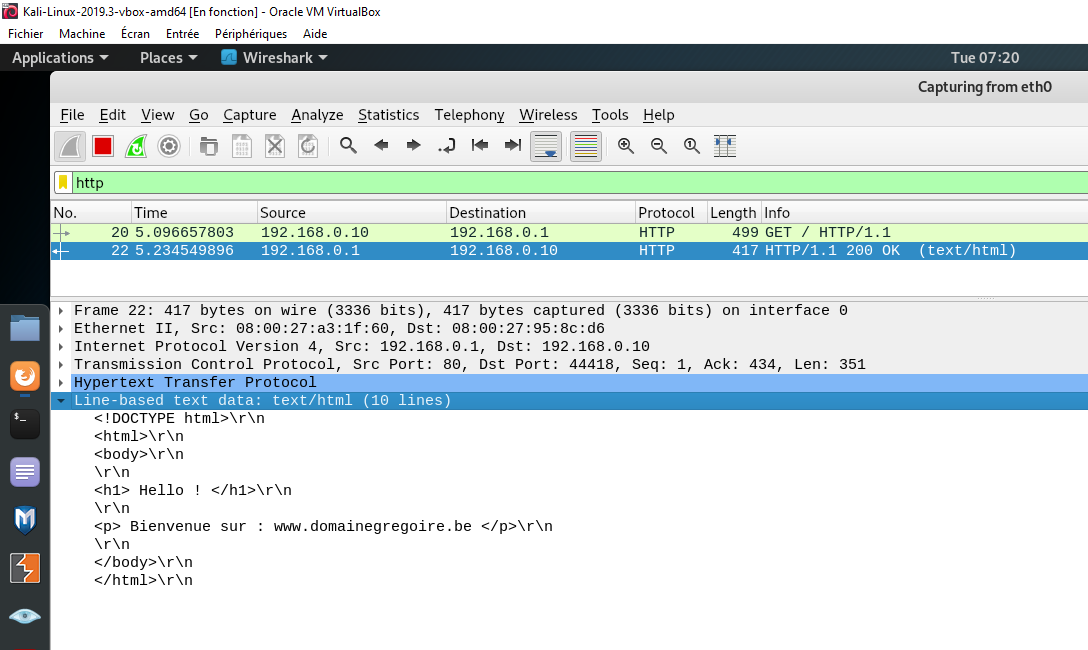 Kali-Linux-2019.3-vbox-amd64 [En fonction] - Oracle VM VirtualBox
Fichier Machine Écran Entrée Périphériques Aide
Applications Places Wireshark Tue 07:20
Capturing from eth0
File Edit View Go Capture Analyze Statistics Telephony Wireless Tools Help
http
No. Time Source Destination Protocol Length Info
20 5.096657803 192.168.0.10 192.168.0.1 HTTP 499 GET / HTTP/1.1
22 5.234549896 192.168.0.1 192.168.0.10 HTTP 417 HTTP/1.1 200 OK (text/html)
Frame 22: 417 bytes on wire (3336 bits), 417 bytes captured (3336 bits) on interface 0
Ethernet II, Src: 08:00:27:a3:1f:60, Dst: 08:00:27:95:8c:d6
Internet Protocol Version 4, Src: 192.168.0.1, Dst: 192.168.0.10
Transmission Control Protocol, Src Port: 80, Dst Port: 44418, Seq: 1, Ack: 434, Len: 351
Hypertext Transfer Protocol
Line-based text data: text/html (10 lines)
<!DOCTYPE html>\r\n
<html>\r\n
<body>\r\n
\r\n
<h1> Hello ! </h1>\r\n
\r\n
<p> Bienvenue sur : www.domainegregoire.be </p>\r\n
\r\n
</body>\r\n
</html>\r\n